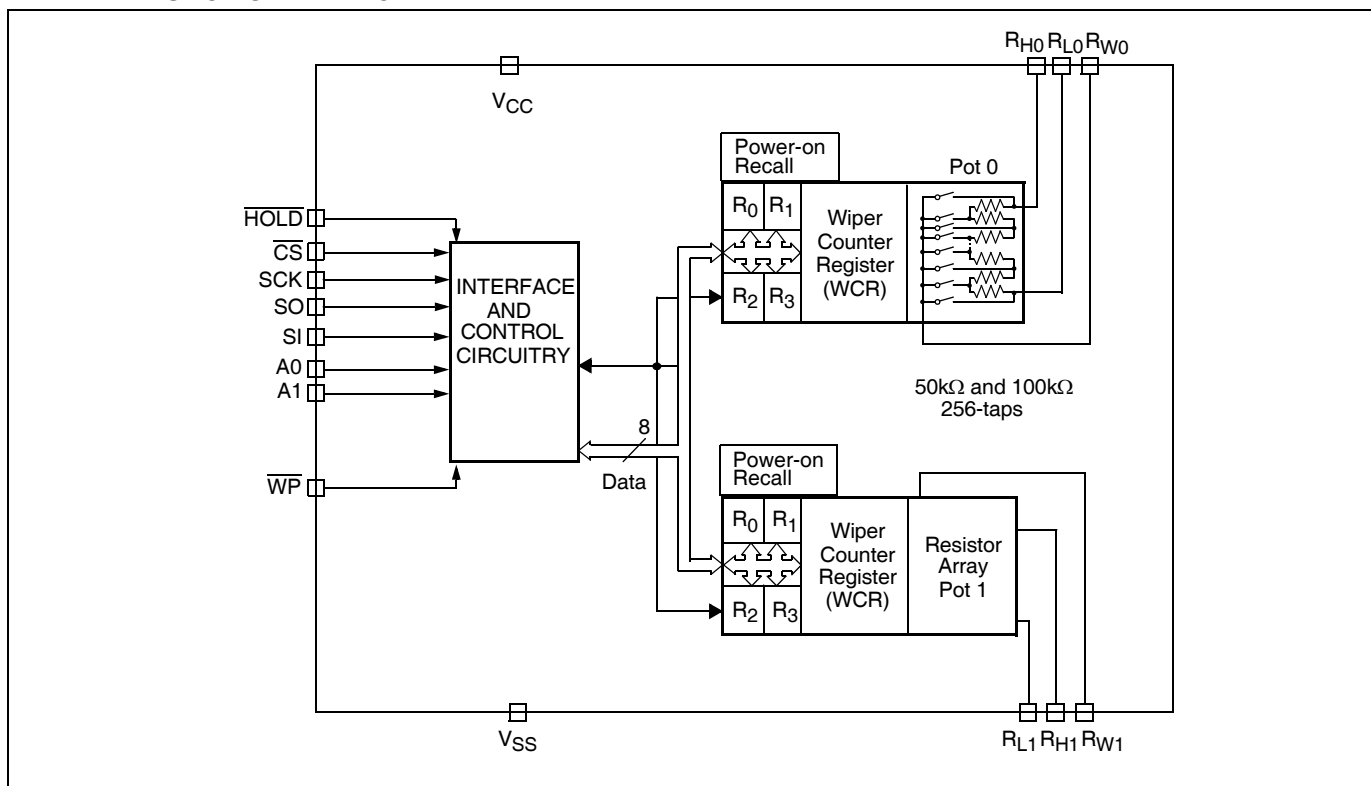 RH0 RL0 RW0
VCC
Power-on
Recall
Pot 0
R0 R1
R2 R3
Wiper
Counter
Register
(WCR)
HOLD
CS
SCK
SO
SI
A0
A1
WP
INTERFACE
AND
CONTROL
CIRCUITRY
50kΩ and 100kΩ
256-taps
8
Data
Power-on
Recall
R0 R1
R2 R3
Wiper
Counter
Register
(WCR)
Resistor
Array
Pot 1
VSS
RL1 RH1 RW1